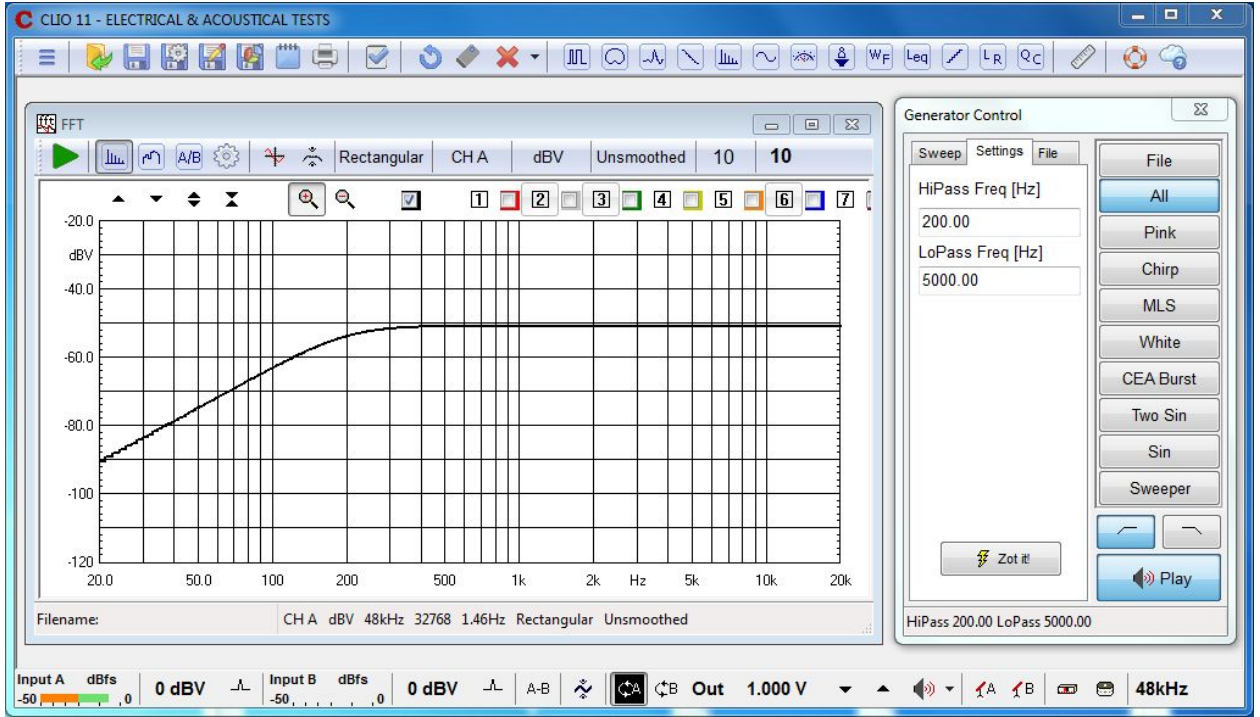 CLIO 11 - ELECTRICAL & ACOUSTICAL TESTS
WF Leq LR QC
FFT
A/B Rectangular CH A dBV Unsmoothed 10 10
1 2 3 4 5 6 7
-20.0
dBV
-40.0
-60.0
-80.0
-100
-120
20.0 50.0 100 200 500 1k 2k Hz 5k 10k 20k
Filename: CH A dBV 48kHz 32768 1.46Hz Rectangular Unsmoothed
Generator Control
Sweep Settings File
HiPass Freq [Hz]
200.00
LoPass Freq [Hz]
5000.00
Zot it!
File
All
Pink
Chirp
MLS
White
CEA Burst
Two Sin
Sin
Sweeper
Play
HiPass 200.00 LoPass 5000.00
Input A dBfs
-50 0
0 dBV
Input B dBfs
-50 0
0 dBV A-B A B Out 1.000 V A B 48kHz